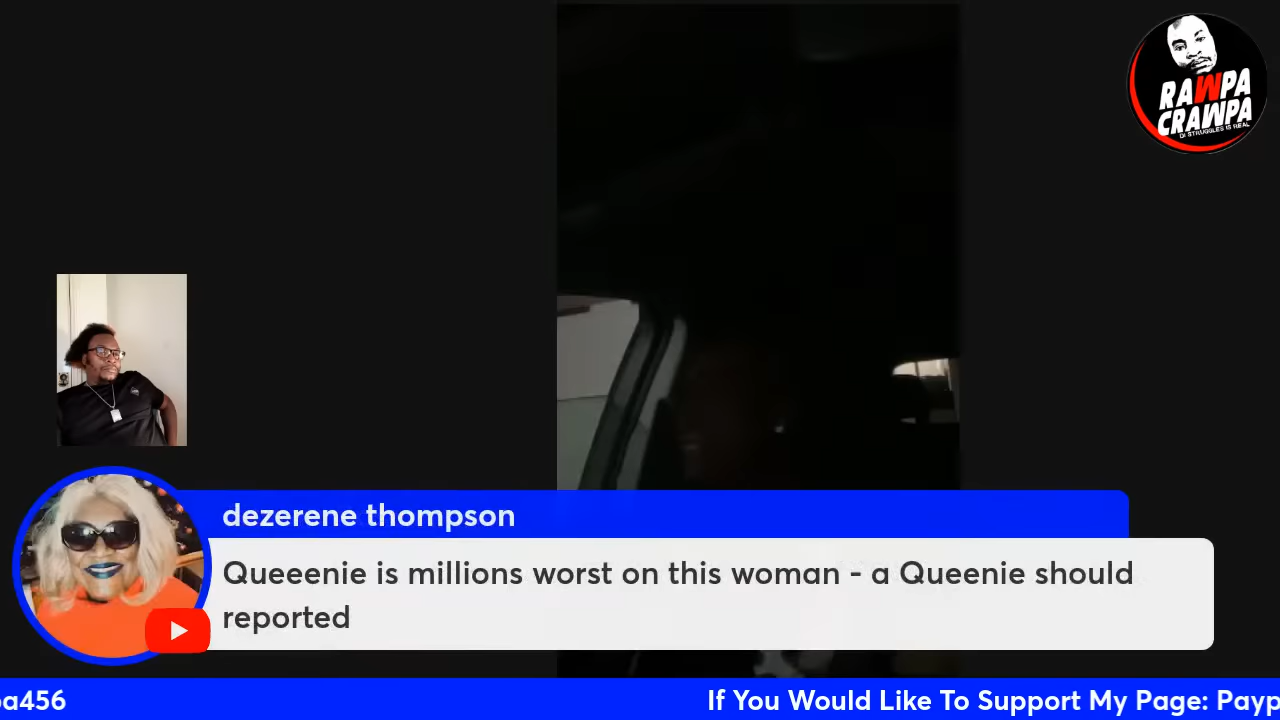 RAWPA
CRAWPA
DI STRUGGLES IS REAL
dezerene thompson
Queeenie is millions worst on this woman - a Queenie should
reported
a456 If You Would Like To Support My Page: Payp